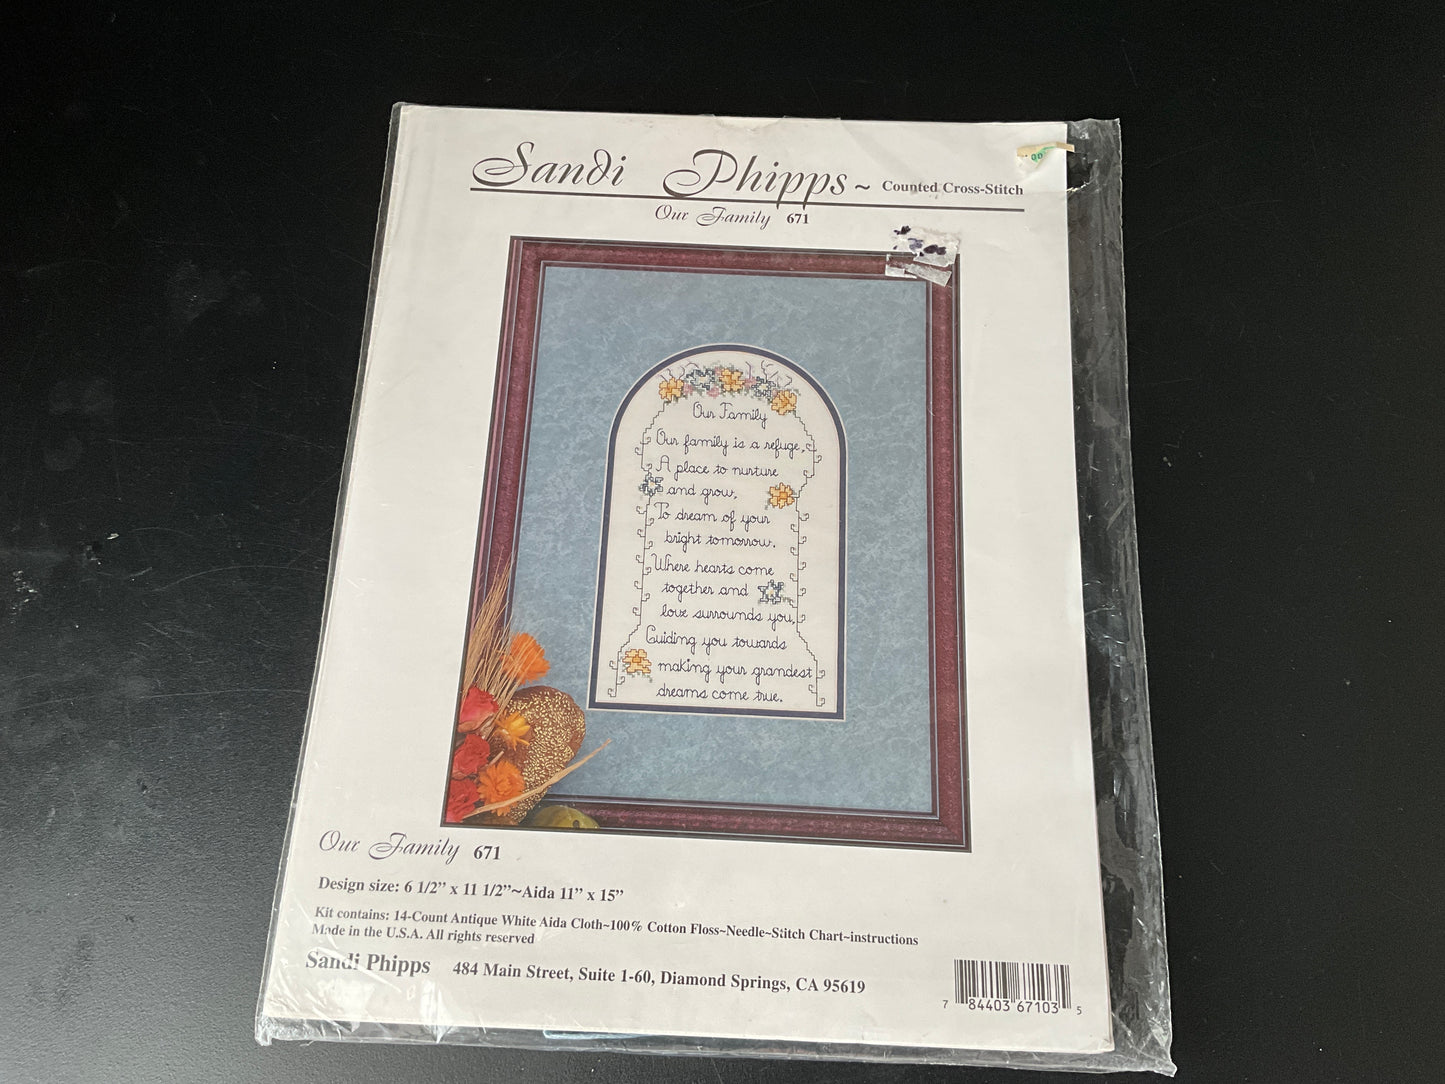 Sandi Phipps ~ Counted Cross-Stitch
Our Family 671
Our Family
Our family is a refuge,
A place to nurture
and grow,
To dream of your
bright tomorrow.
Where hearts come
together and
love surrounds you,
Guiding you towards
making your grandest
dreams come true.
Our Family 671
Design size: 6 1/2” x 11 1/2”~Aida 11” x 15”
Kit contains: 14-Count Antique White Aida Cloth~100% Cotton Floss~Needle~Stitch Chart~instructions
Made in the U.S.A. All rights reserved
Sandi Phipps 484 Main Street, Suite 1-60, Diamond Springs, CA 95619
7 84403 67103 5